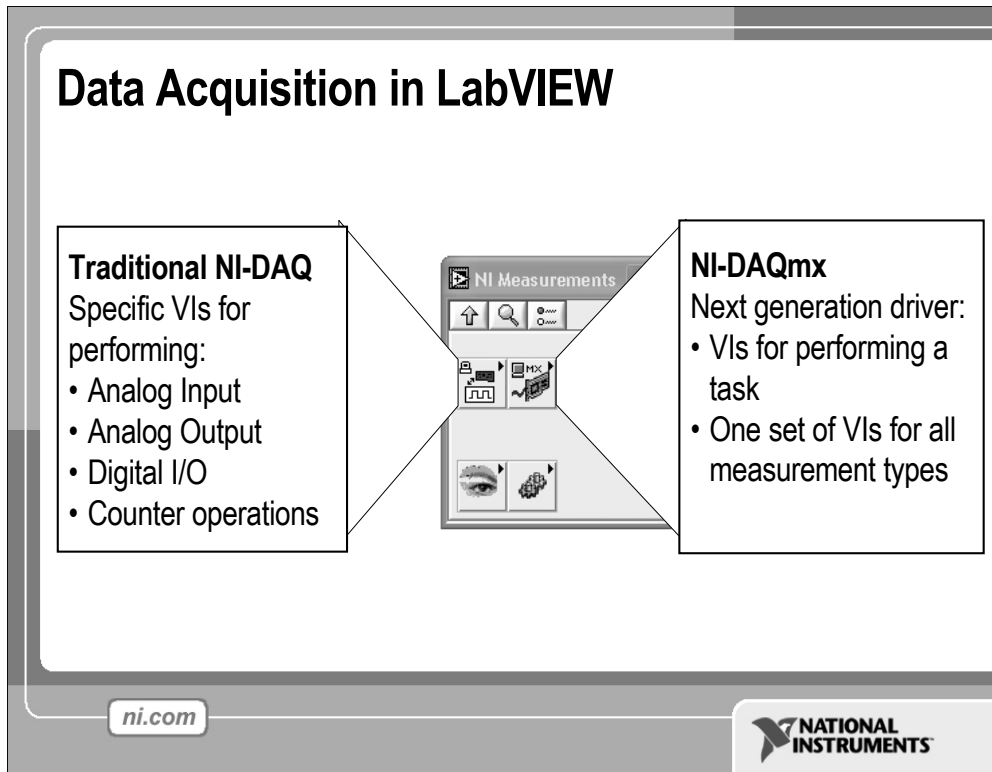 Data Acquisition in LabVIEW
Traditional NI-DAQ
Specific VIs for
performing:
• Analog Input
• Analog Output
• Digital I/O
• Counter operations
NI Measurements
MX
NI-DAQmx
Next generation driver:
• VIs for performing a
task
• One set of VIs for all
measurement types
ni.com
NATIONAL
INSTRUMENTS